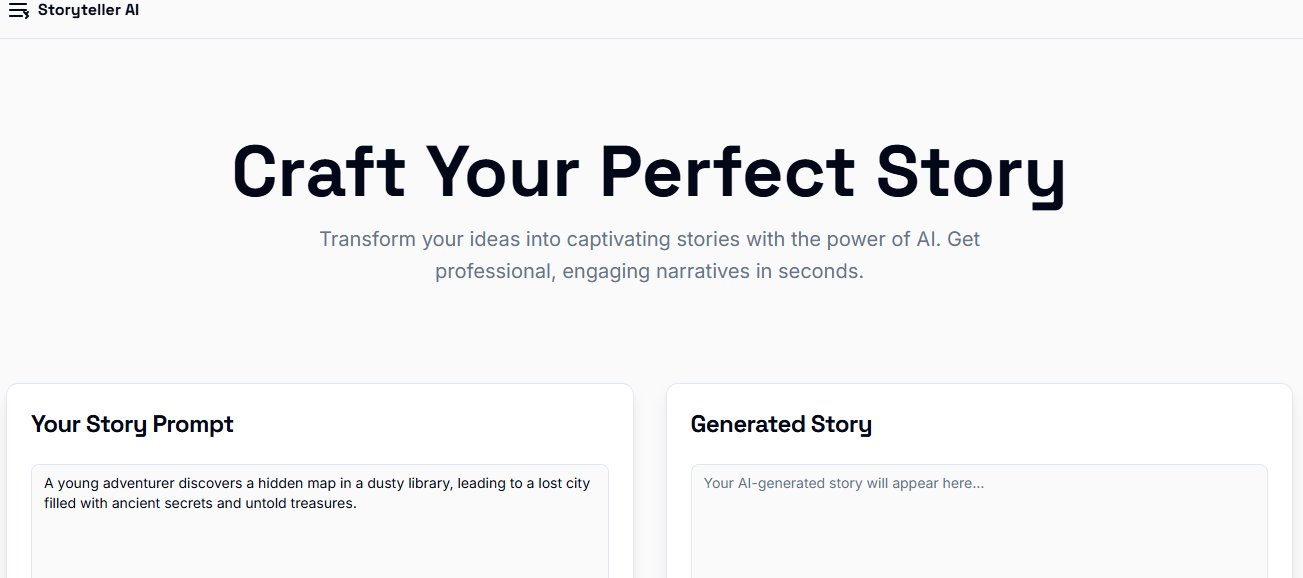 Storyteller AI
Craft Your Perfect Story
Transform your ideas into captivating stories with the power of AI. Get
professional, engaging narratives in seconds.
Your Story Prompt
A young adventurer discovers a hidden map in a dusty library, leading to a lost city
filled with ancient secrets and untold treasures.
Generated Story
Your AI-generated story will appear here...